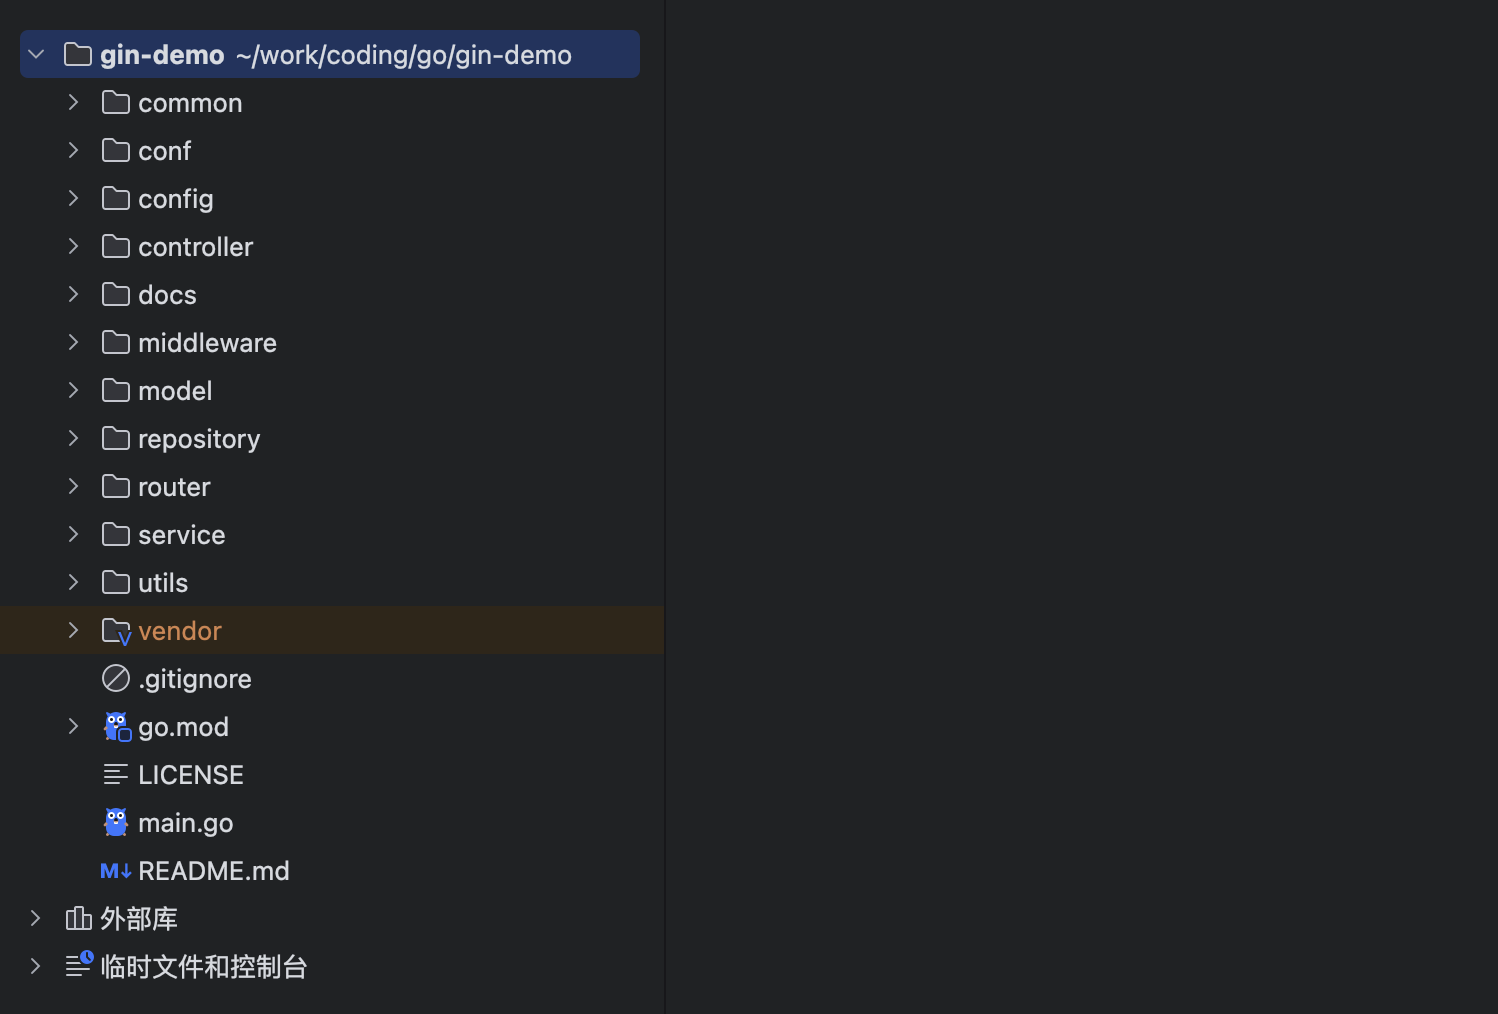 gin-demo ~/work/coding/go/gin-demo
common
conf
config
controller
docs
middleware
model
repository
router
service
utils
vendor
.gitignore
go.mod
LICENSE
main.go
M↓ README.md
外部库
临时文件和控制台